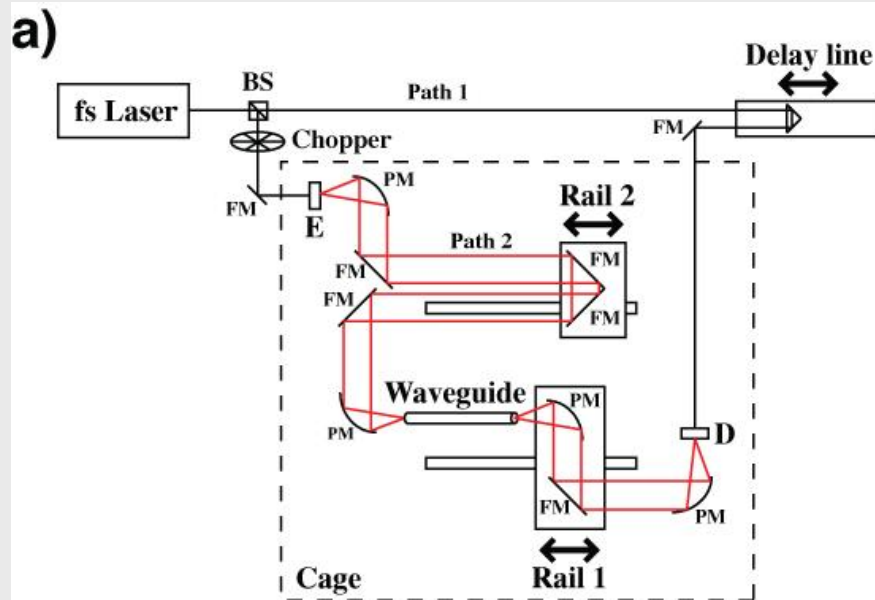 a)
Delay line
BS
fs Laser
Path 1
Chopper
FM
PM
FM
E
Rail 2
Path 2
FM
FM
FM
FM
Waveguide
PM
PM
D
FM
PM
Cage
Rail 1